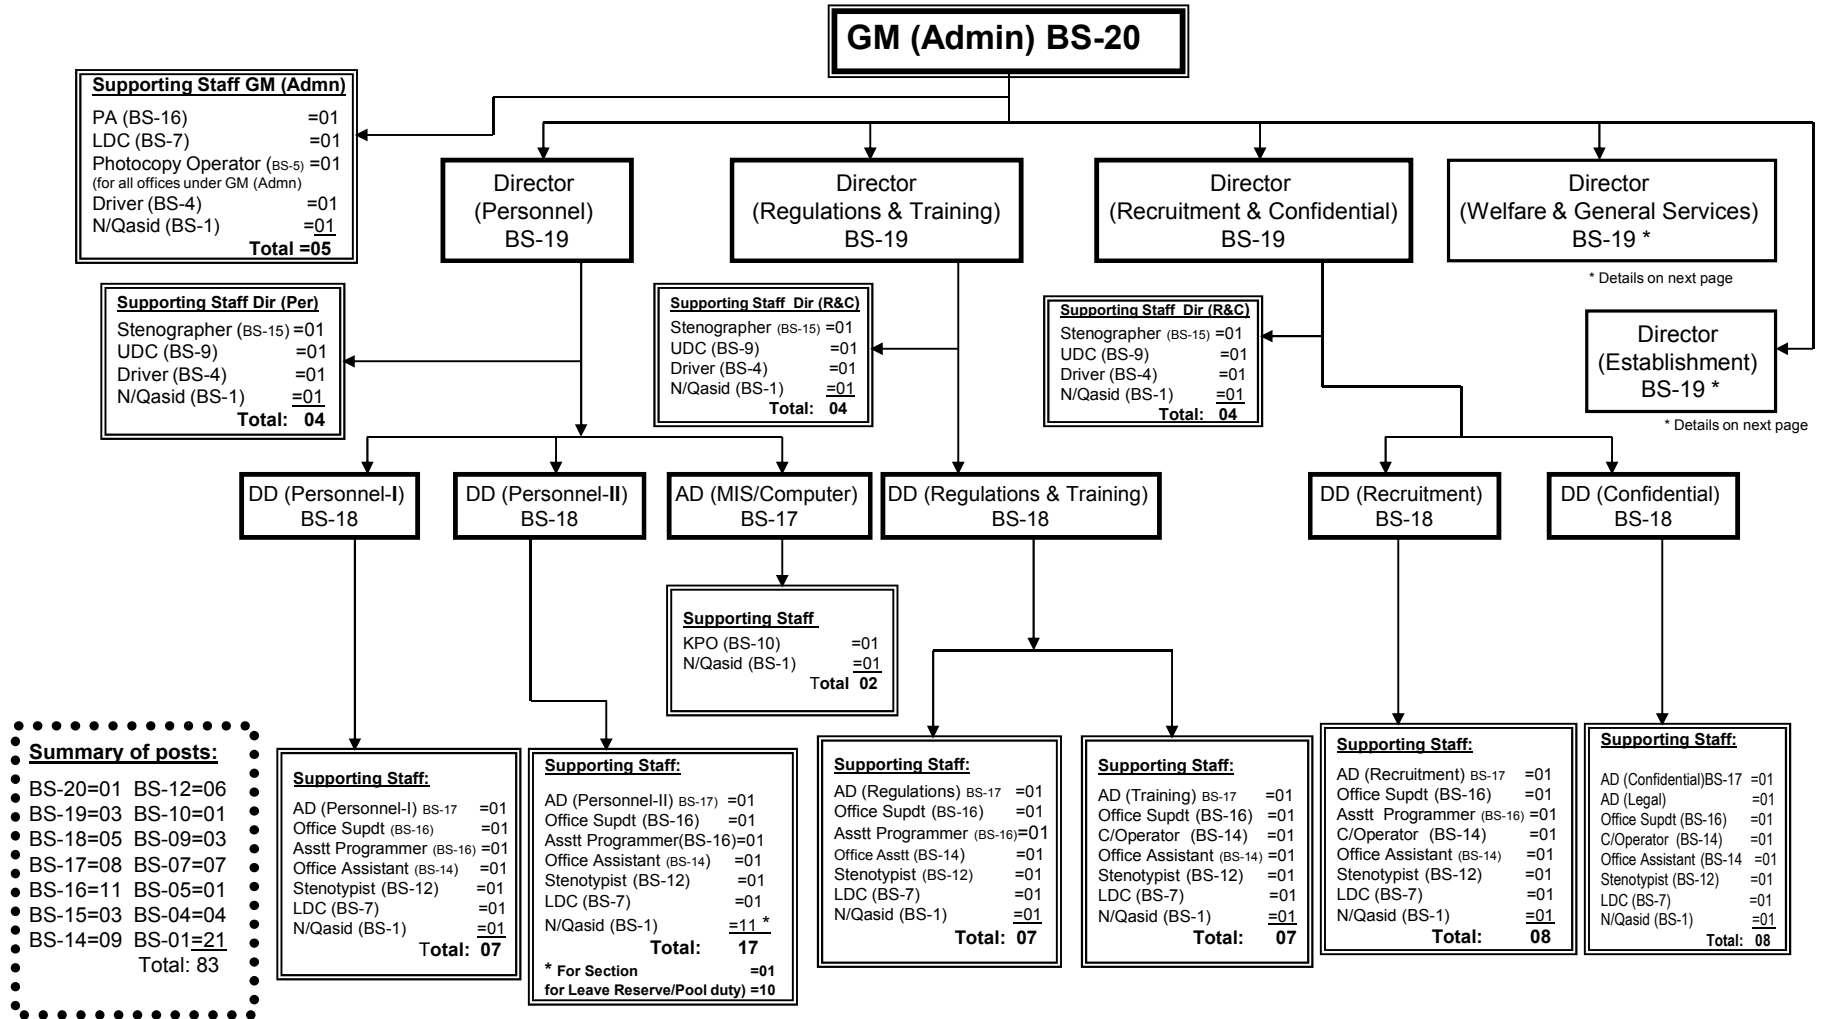 GM (Admin) BS-20
Supporting Staff GM (Admn)
PA (BS-16) =01
LDC (BS-7) =01
Photocopy Operator (BS-5) =01
(for all offices under GM (Admn)
Driver (BS-4) =01
N/Qasid (BS-1) =01
Total =05
Director
(Personnel)
BS-19
Director
(Regulations & Training)
BS-19
Director
(Recruitment & Confidential)
BS-19
Director
(Welfare & General Services)
BS-19 *
* Details on next page
Director
(Establishment)
BS-19 *
* Details on next page
Supporting Staff Dir (Per)
Stenographer (BS-15) =01
UDC (BS-9) =01
Driver (BS-4) =01
N/Qasid (BS-1) =01
Total: 04
Supporting Staff Dir (R&C)
Stenographer (BS-15) =01
UDC (BS-9) =01
Driver (BS-4) =01
N/Qasid (BS-1) =01
Total: 04
Supporting Staff Dir (R&C)
Stenographer (BS-15) =01
UDC (BS-9) =01
Driver (BS-4) =01
N/Qasid (BS-1) =01
Total: 04
DD (Personnel-I)
BS-18
DD (Personnel-II)
BS-18
AD (MIS/Computer)
BS-17
DD (Regulations & Training)
BS-18
DD (Recruitment)
BS-18
DD (Confidential)
BS-18
Supporting Staff
KPO (BS-10) =01
N/Qasid (BS-1) =01
Total 02
Summary of posts:
BS-20=01 BS-12=06
BS-19=03 BS-10=01
BS-18=05 BS-09=03
BS-17=08 BS-07=07
BS-16=11 BS-05=01
BS-15=03 BS-04=04
BS-14=09 BS-01=21
Total: 83
Supporting Staff:
AD (Personnel-I) BS-17 =01
Office Supdt (BS-16) =01
Asstt Programmer (BS-16) =01
Office Assistant (BS-14) =01
Stenotypist (BS-12) =01
LDC (BS-7) =01
N/Qasid (BS-1) =01
Total: 07
Supporting Staff:
AD (Personnel-II) BS-17) =01
Office Supdt (BS-16) =01
Asstt Programmer(BS-16)=01
Office Assistant (BS-14) =01
Stenotypist (BS-12) =01
LDC (BS-7) =01
N/Qasid (BS-1) =11 *
Total: 17
* For Section =01
for Leave Reserve/Pool duty) =10
Supporting Staff:
AD (Regulations) BS-17 =01
Office Supdt (BS-16) =01
Asstt Programmer (BS-16)=01
Office Asstt (BS-14) =01
Stenotypist (BS-12) =01
LDC (BS-7) =01
N/Qasid (BS-1) =01
Total: 07
Supporting Staff:
AD (Training) BS-17 =01
Office Supdt (BS-16) =01
C/Operator (BS-14) =01
Office Assistant (BS-14) =01
Stenotypist (BS-12) =01
LDC (BS-7) =01
N/Qasid (BS-1) =01
Total: 07
Supporting Staff:
AD (Recruitment) BS-17 =01
Office Supdt (BS-16) =01
Asstt Programmer (BS-16) =01
C/Operator (BS-14) =01
Office Assistant (BS-14) =01
Stenotypist (BS-12) =01
LDC (BS-7) =01
N/Qasid (BS-1) =01
Total: 08
Supporting Staff:
AD (Confidential)BS-17 =01
AD (Legal) =01
Office Supdt (BS-16) =01
C/Operator (BS-14) =01
Office Assistant (BS-14 =01
Stenotypist (BS-12) =01
LDC (BS-7) =01
N/Qasid (BS-1) =01
Total: 08